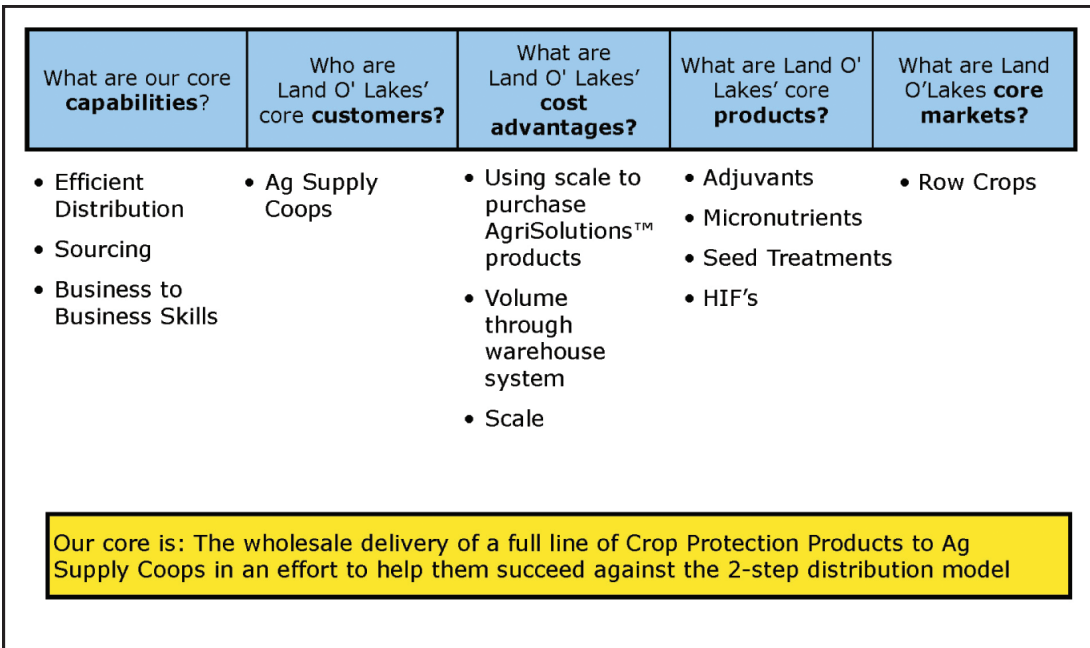 What are our core
capabilities?
Who are
Land O' Lakes’
core customers?
What are
Land O' Lakes’
cost
advantages?
What are Land O'
Lakes’ core
products?
What are Land
O’Lakes core
markets?
• Efficient
Distribution
• Sourcing
• Business to
Business Skills
• Ag Supply
Coops
• Using scale to
purchase
AgriSolutions™
products
• Volume
through
warehouse
system
• Scale
• Adjuvants
• Micronutrients
• Seed Treatments
• HIF’s
• Row Crops
Our core is: The wholesale delivery of a full line of Crop Protection Products to Ag
Supply Coops in an effort to help them succeed against the 2-step distribution model